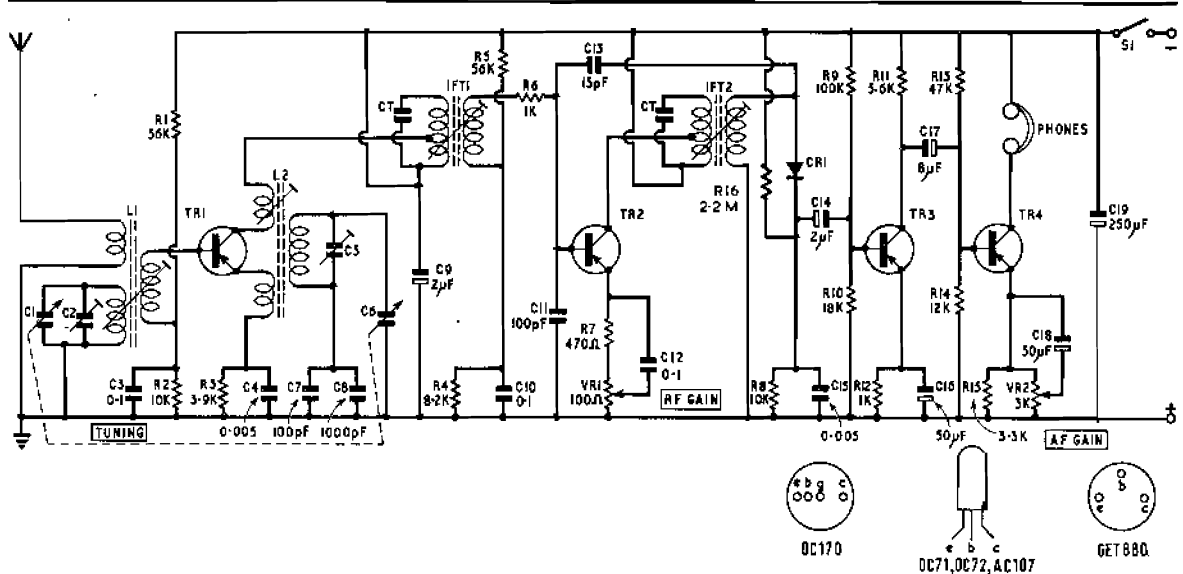 S1
−
R1
56K
L1
C1
C2
C3
0·1
R2
10K
TUNING
TR1
L2
R3
3·9K
C4
0·005
C7
100pF
C8
1000pF
C5
C6
CT
IFT1
C9
2µF
R5
56K
R6
1K
R4
8·2K
C10
0·1
C13
15pF
C11
100pF
TR2
R7
470Ω
VR1
100Ω
C12
0·1
RF GAIN
CT
IFT2
R16
2·2 M
CR1
C14
2µF
R8
10K
C15
0·005
R9
100K
R10
18K
R11
5·6K
TR3
R12
1K
C16
50µF
C17
8µF
R13
47K
R14
12K
PHONES
TR4
R15
3·3K
VR2
3K
C18
50µF
AF GAIN
C19
250µF
+
e b g c
OC170
e b c
OC71, OC72, AC107
b
e c
GET880.